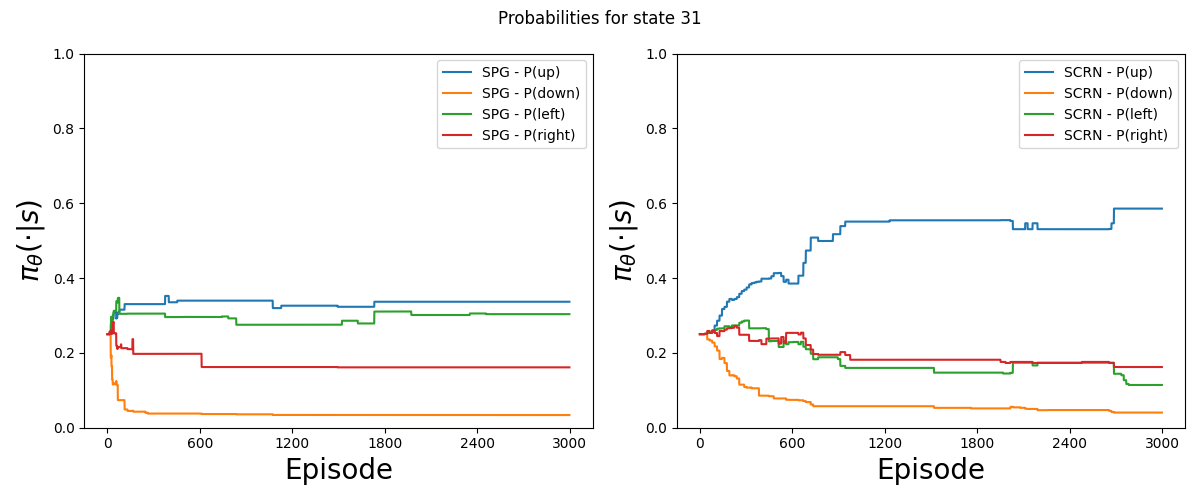 Probabilities for state 31
1.0
0.8
0.6
0.4
0.2
0.0
π_θ(·|s)
SPG - P(up)
SPG - P(down)
SPG - P(left)
SPG - P(right)
0 600 1200 1800 2400 3000
Episode
1.0
0.8
0.6
0.4
0.2
0.0
π_θ(·|s)
SCRN - P(up)
SCRN - P(down)
SCRN - P(left)
SCRN - P(right)
0 600 1200 1800 2400 3000
Episode